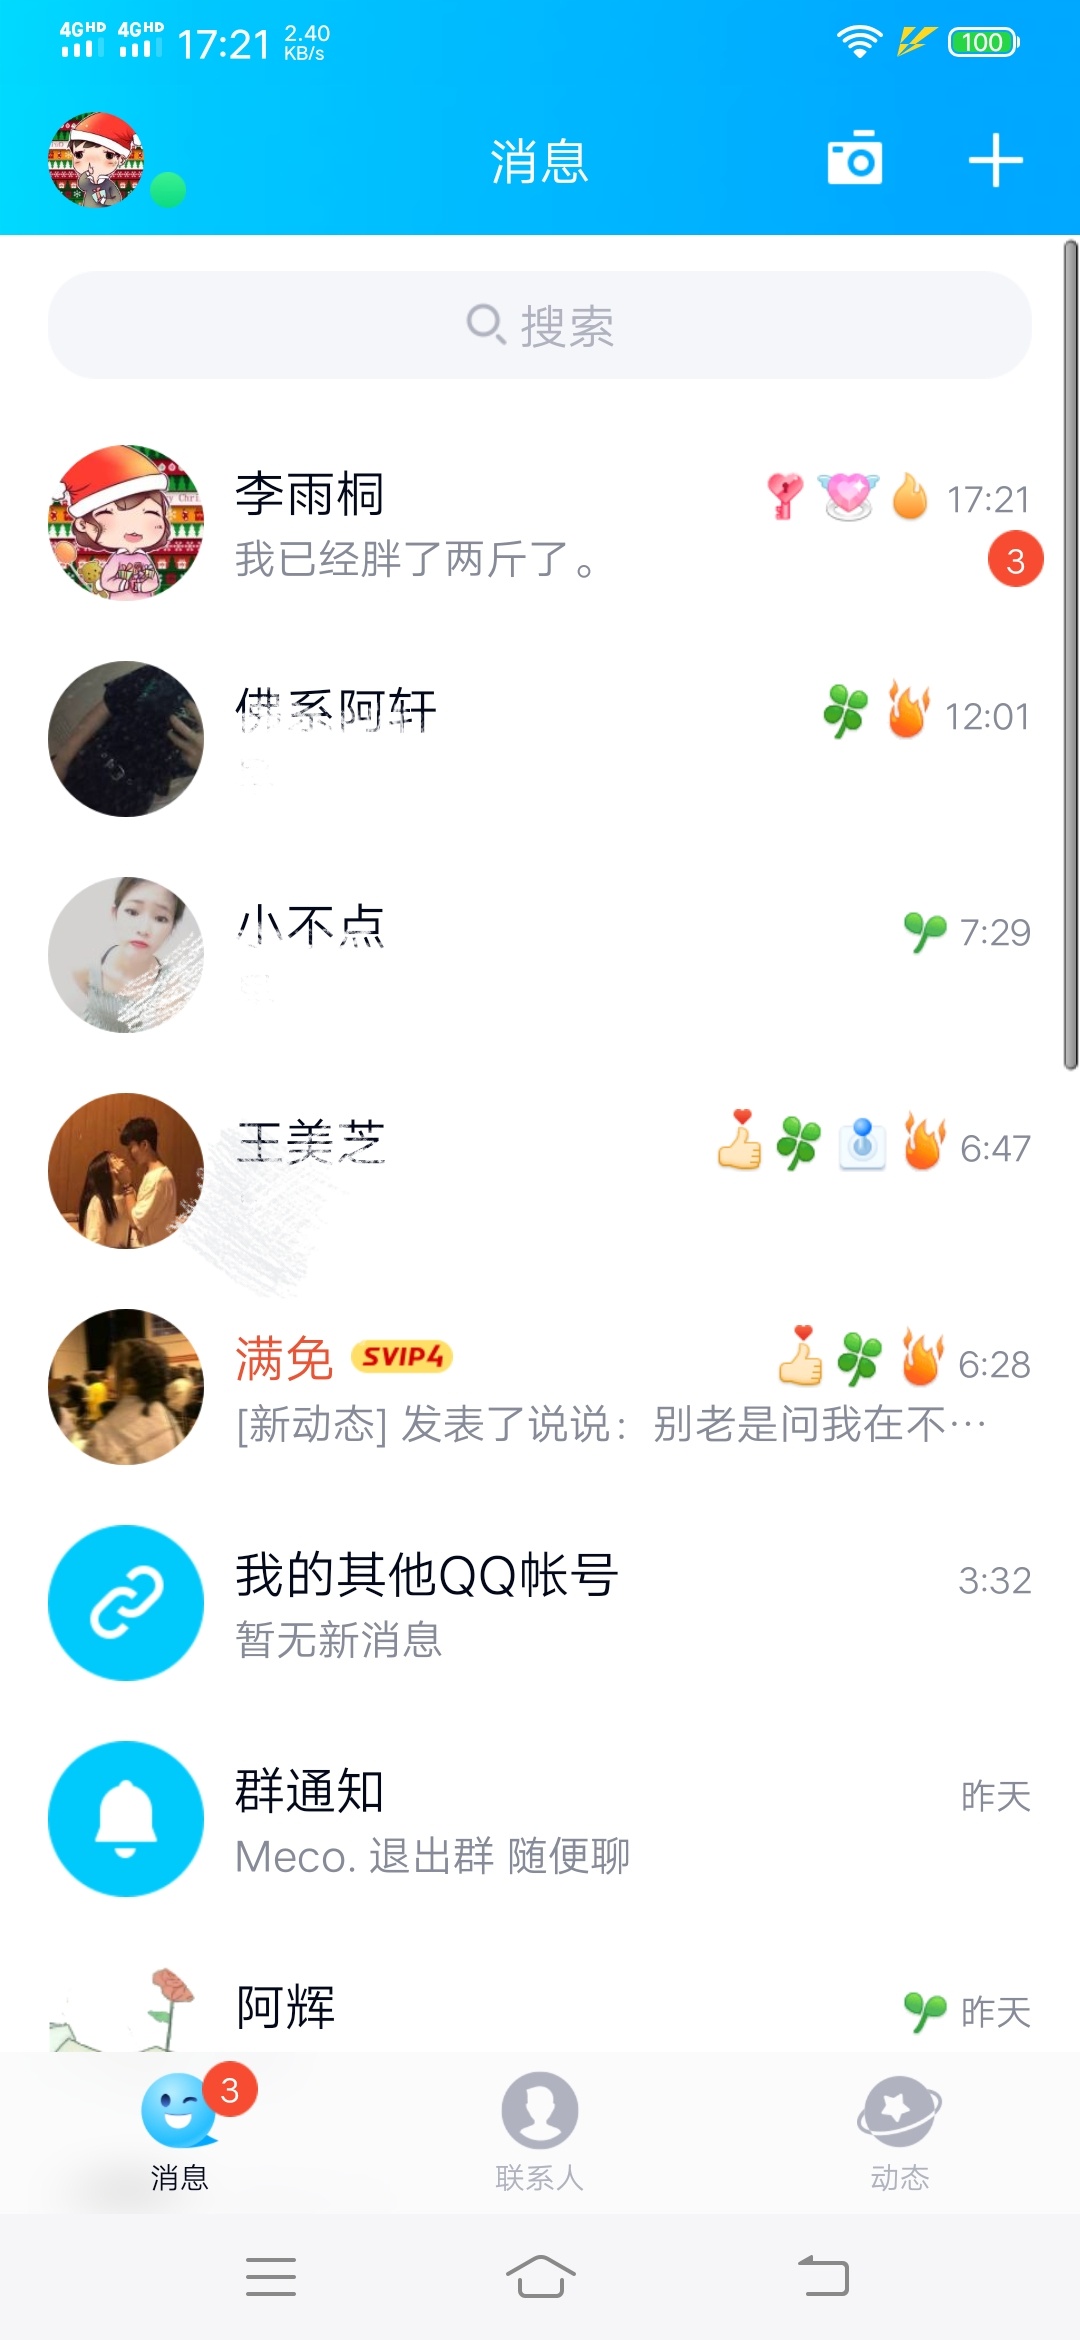 4GHD 4GHD 17:21 2.40 KB/s 100
消息
搜索
李雨桐 17:21
我已经胖了两斤了。 3
佛系阿轩 12:01
小不点 7:29
王美芝 6:47
满免 SVIP4 6:28
[新动态] 发表了说说：别老是问我在不…
我的其他QQ帐号 3:32
暂无新消息
群通知 昨天
Meco. 退出群 随便聊
阿辉 昨天
3
消息 联系人 动态